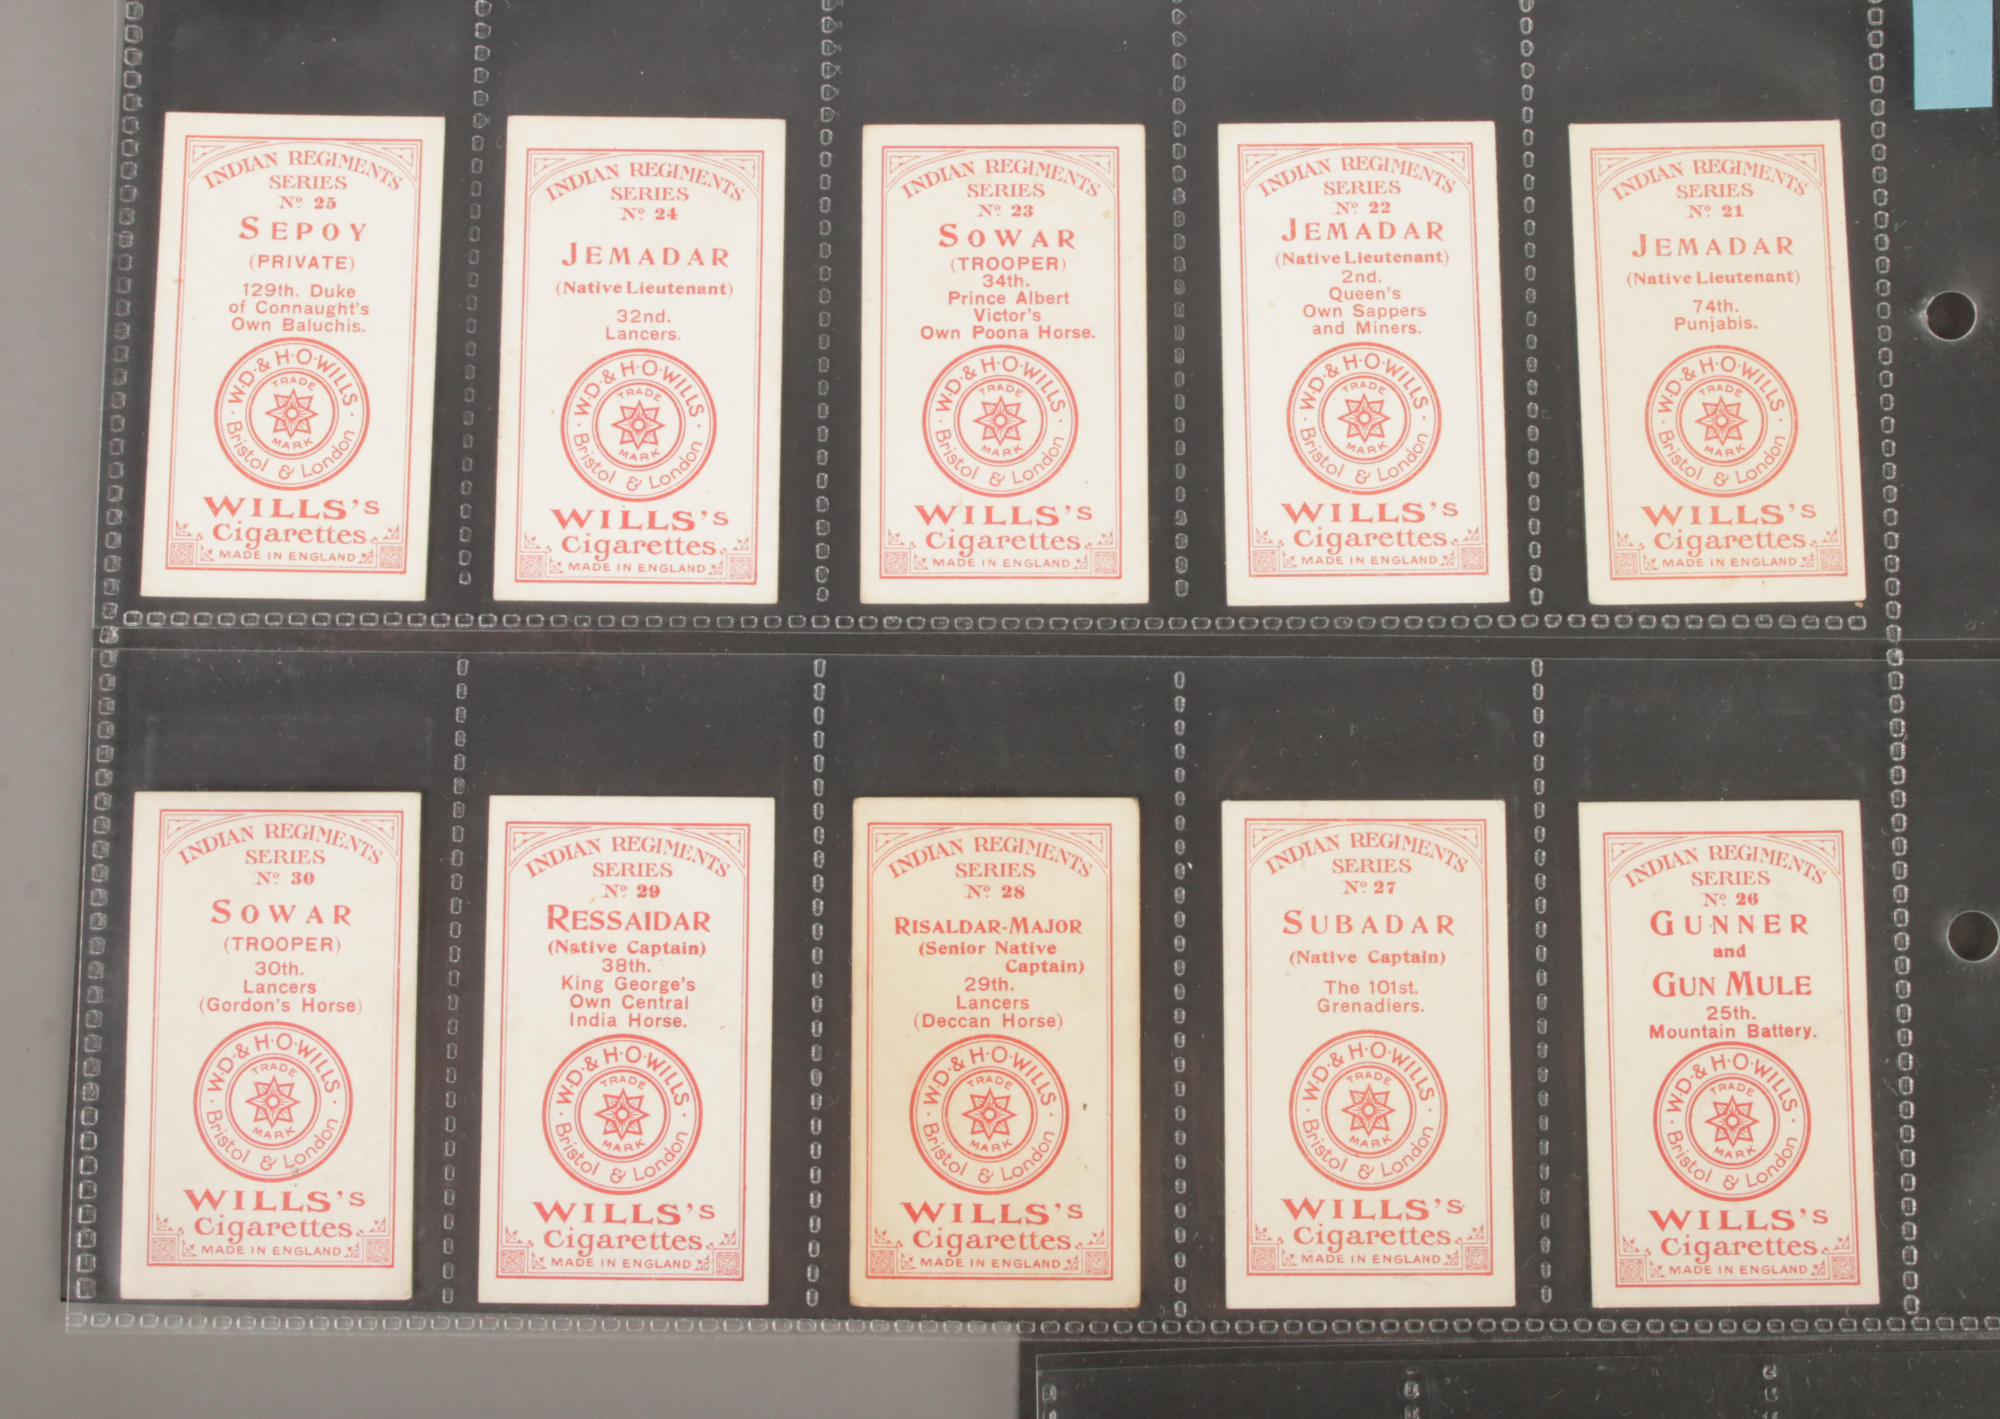 INDIAN REGIMENTS
SERIES
Nº 25
SEPOY
(PRIVATE)
129th. Duke
of Connaught's
Own Baluchis.
W.D. & H.O. WILLS
TRADE
MARK
Bristol & London
WILLS's
Cigarettes.
MADE IN ENGLAND
INDIAN REGIMENTS
SERIES
Nº 24
JEMADAR
(Native Lieutenant)
32nd.
Lancers.
W.D. & H.O. WILLS
TRADE
MARK
Bristol & London
WILLS's
Cigarettes.
MADE IN ENGLAND
INDIAN REGIMENTS
SERIES
Nº 23
SOWAR
(TROOPER)
34th.
Prince Albert
Victor's
Own Poona Horse.
W.D. & H.O. WILLS
TRADE
MARK
Bristol & London
WILLS's
Cigarettes.
MADE IN ENGLAND
INDIAN REGIMENTS
SERIES
Nº 22
JEMADAR
(Native Lieutenant)
2nd.
Queen's
Own Sappers
and Miners.
W.D. & H.O. WILLS
TRADE
MARK
Bristol & London
WILLS's
Cigarettes.
MADE IN ENGLAND
INDIAN REGIMENTS
SERIES
Nº 21
JEMADAR
(Native Lieutenant)
74th.
Punjabis.
W.D. & H.O. WILLS
TRADE
MARK
Bristol & London
WILLS's
Cigarettes.
MADE IN ENGLAND
INDIAN REGIMENTS
SERIES
Nº 30
SOWAR
(TROOPER)
30th.
Lancers
(Gordon's Horse)
W.D. & H.O. WILLS
TRADE
MARK
Bristol & London
WILLS's
Cigarettes.
MADE IN ENGLAND
INDIAN REGIMENTS
SERIES
Nº 29
RESSAIDAR
(Native Captain)
38th.
King George's
Own Central
India Horse.
W.D. & H.O. WILLS
TRADE
MARK
Bristol & London
WILLS's
Cigarettes.
MADE IN ENGLAND
INDIAN REGIMENTS
SERIES
Nº 28
RISALDAR-MAJOR
(Senior Native
Captain)
29th.
Lancers
(Deccan Horse)
W.D. & H.O. WILLS
TRADE
MARK
Bristol & London
WILLS's
Cigarettes.
MADE IN ENGLAND
INDIAN REGIMENTS
SERIES
Nº 27
SUBADAR
(Native Captain)
The 101st.
Grenadiers.
W.D. & H.O. WILLS
TRADE
MARK
Bristol & London
WILLS's
Cigarettes.
MADE IN ENGLAND
INDIAN REGIMENTS
SERIES
Nº 26
GUNNER
and
GUN MULE
25th.
Mountain Battery.
W.D. & H.O. WILLS
TRADE
MARK
Bristol & London
WILLS's
Cigarettes.
MADE IN ENGLAND